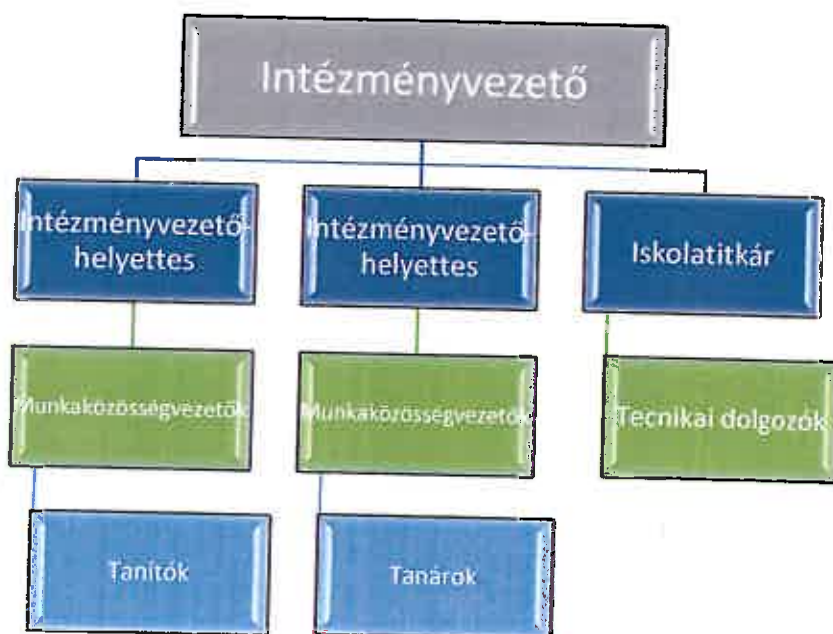 Intézményvezető
Intézményvezető-
helyettes
Intézményvezető-
helyettes
Iskolatitkár
Munkaközösségvezetők
Munkaközösségvezetők
Tecnikai dolgozók
Tanítók
Tanárok